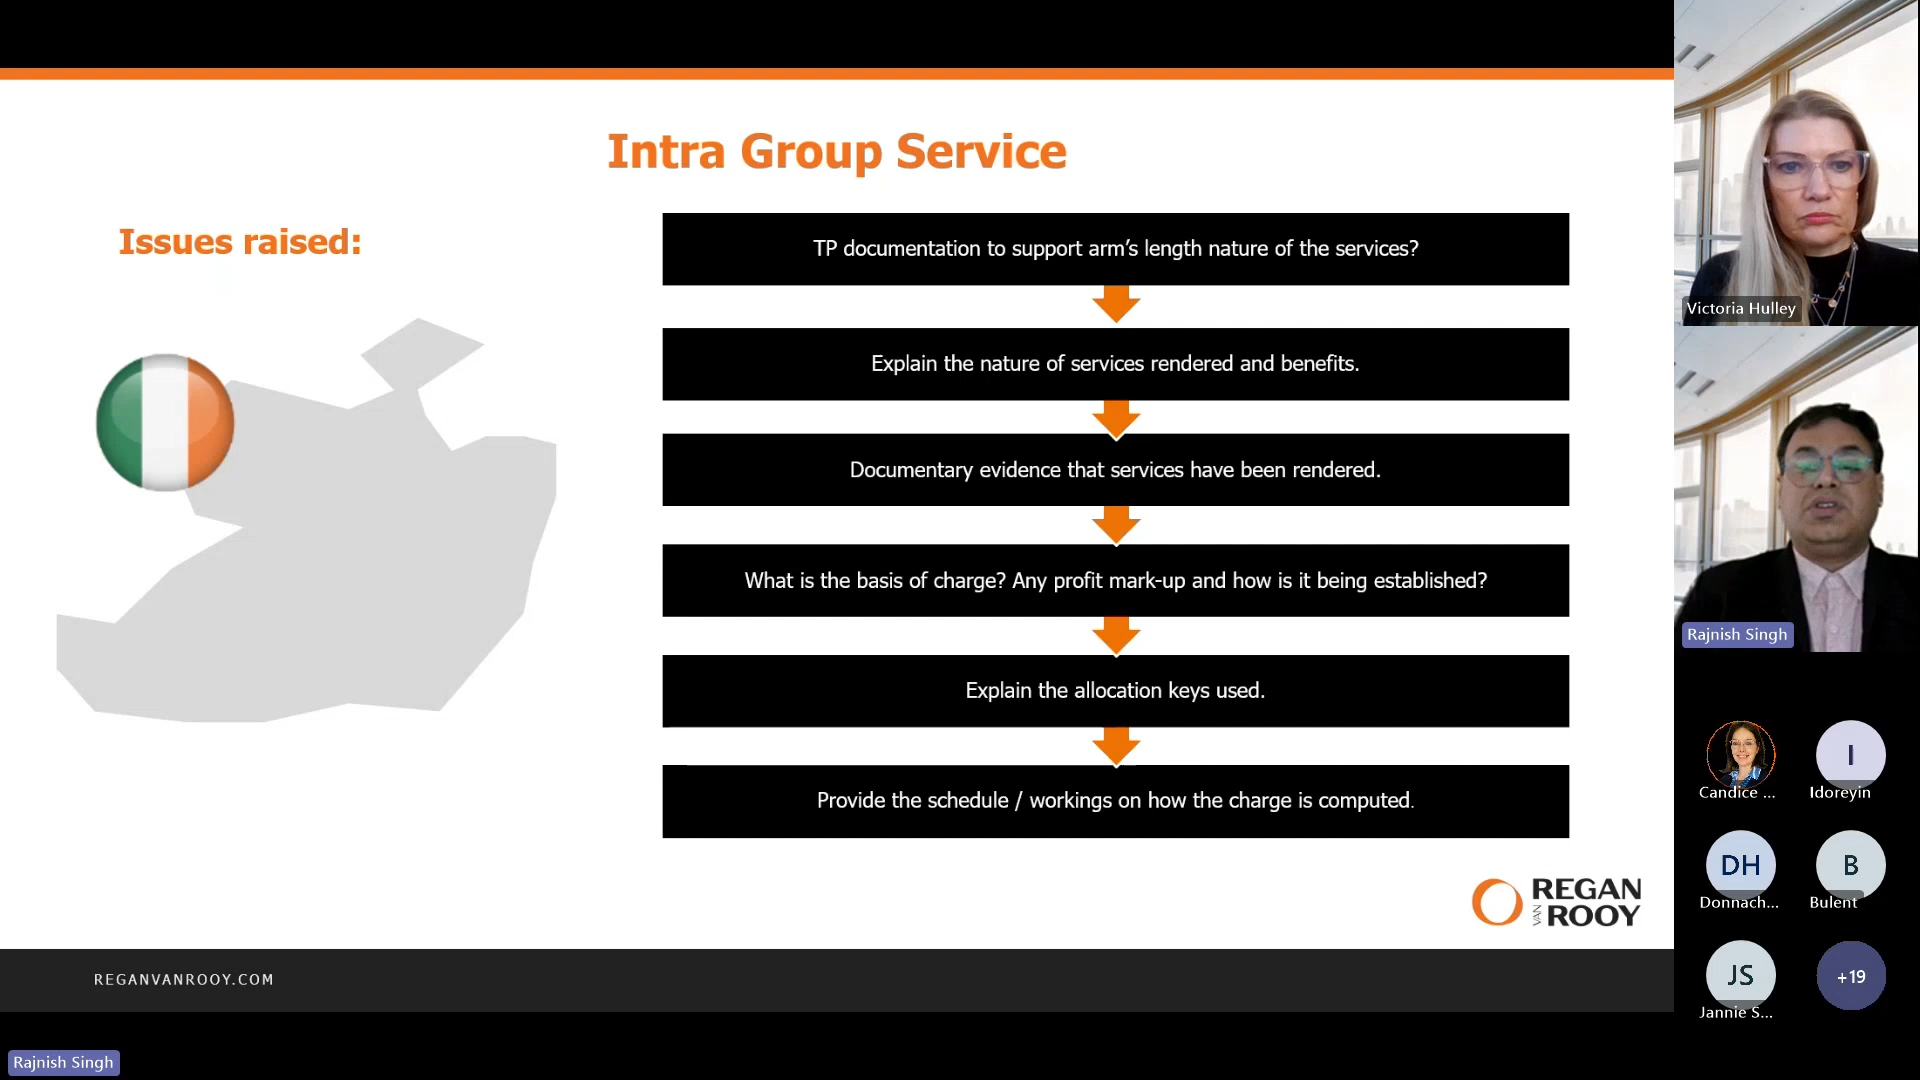 Intra Group Service
Issues raised:
TP documentation to support arm’s length nature of the services?
Explain the nature of services rendered and benefits.
Documentary evidence that services have been rendered.
What is the basis of charge? Any profit mark-up and how is it being established?
Explain the allocation keys used.
Provide the schedule / workings on how the charge is computed.
REGAN
VAN
ROOY
REGANVANROOY.COM
Rajnish Singh
Victoria Hulley
Rajnish Singh
Candice ...
I
Idoreyin
DH
Donnach...
B
Bulent
JS
Jannie S...
+19